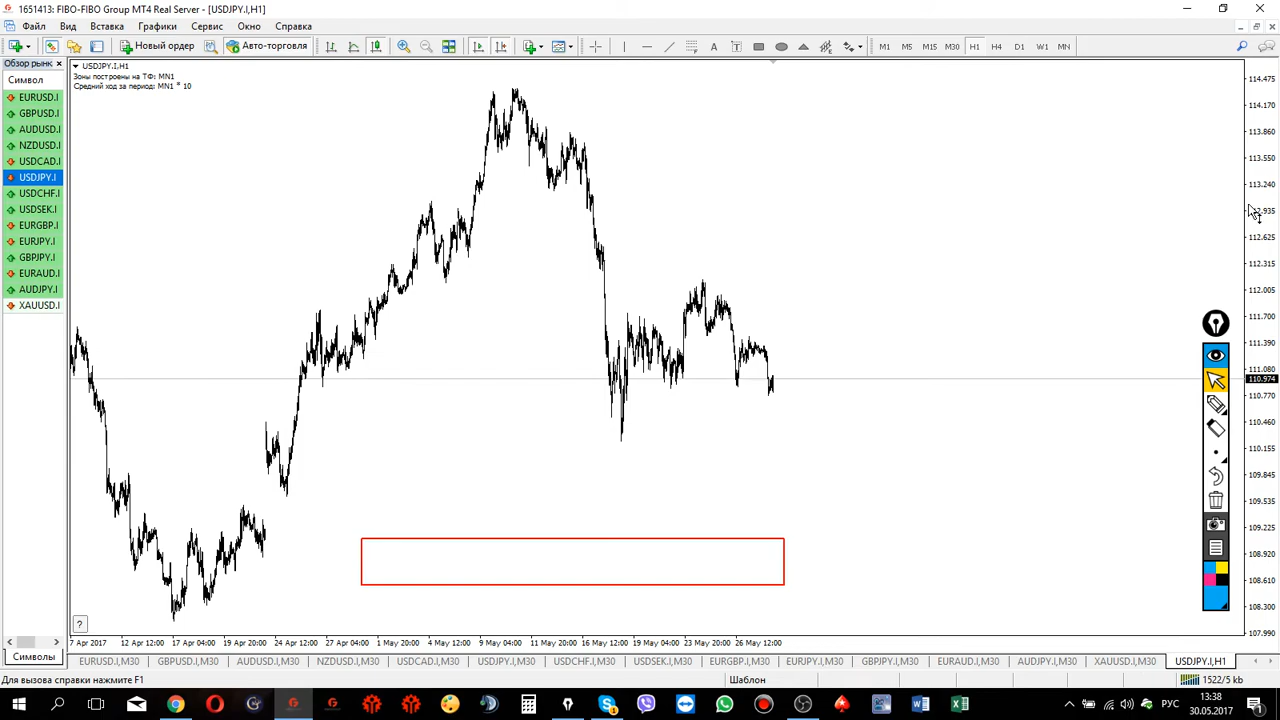 1651413: FIBO-FIBO Group MT4 Real Server - [USDJPY.I,H1]
Файл Вид Вставка Графики Сервис Окно Справка
Новый ордер Авто-торговля A T M1 M5 M15 M30 H1 H4 D1 W1 MN
Обзор рынк
Символ
EURUSD.I
GBPUSD.I
AUDUSD.I
NZDUSD.I
USDCAD.I
USDJPY.I
USDCHF.I
USDSEK.I
EURGBP.I
EURJPY.I
GBPJPY.I
EURAUD.I
AUDJPY.I
XAUUSD.I
Символы
USDJPY.I,H1
Зоны построены на ТФ: MN1
Средний ход за период: MN1 * 10
114.475
114.170
113.860
113.550
113.240
112.935
112.625
112.315
112.005
111.700
111.390
111.080
110.974
110.770
110.460
110.155
109.845
109.535
109.225
108.920
108.610
108.300
107.990
?
7 Apr 2017 12 Apr 12:00 17 Apr 04:00 19 Apr 20:00 24 Apr 12:00 27 Apr 04:00 1 May 20:00 4 May 12:00 9 May 04:00 11 May 20:00 16 May 12:00 19 May 04:00 23 May 20:00 26 May 12:00
EURUSD.I,M30 GBPUSD.I,M30 AUDUSD.I,M30 NZDUSD.I,M30 USDCAD.I,M30 USDJPY.I,M30 USDCHF.I,M30 USDSEK.I,M30 EURGBP.I,M30 EURJPY.I,M30 GBPJPY.I,M30 EURAUD.I,M30 AUDJPY.I,M30 XAUUSD.I,M30 USDJPY.I,H1
Для вызова справки нажмите F1 Шаблон 1522/5 kb
РУС
13:38
30.05.2017